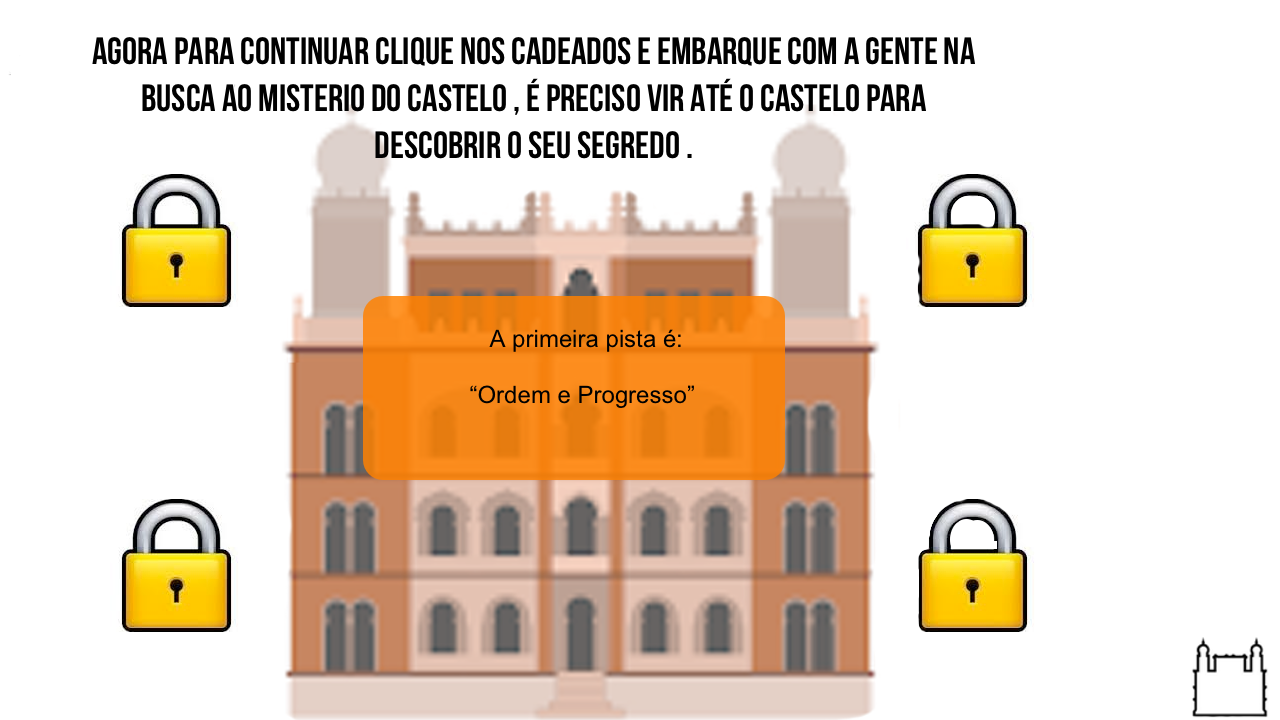 AGORA PARA CONTINUAR CLIQUE NOS CADEADOS E EMBARQUE COM A GENTE NA
BUSCA AO MISTERIO DO CASTELO , É PRECISO VIR ATÉ O CASTELO PARA
DESCOBRIR O SEU SEGREDO .
A primeira pista é:
“Ordem e Progresso”